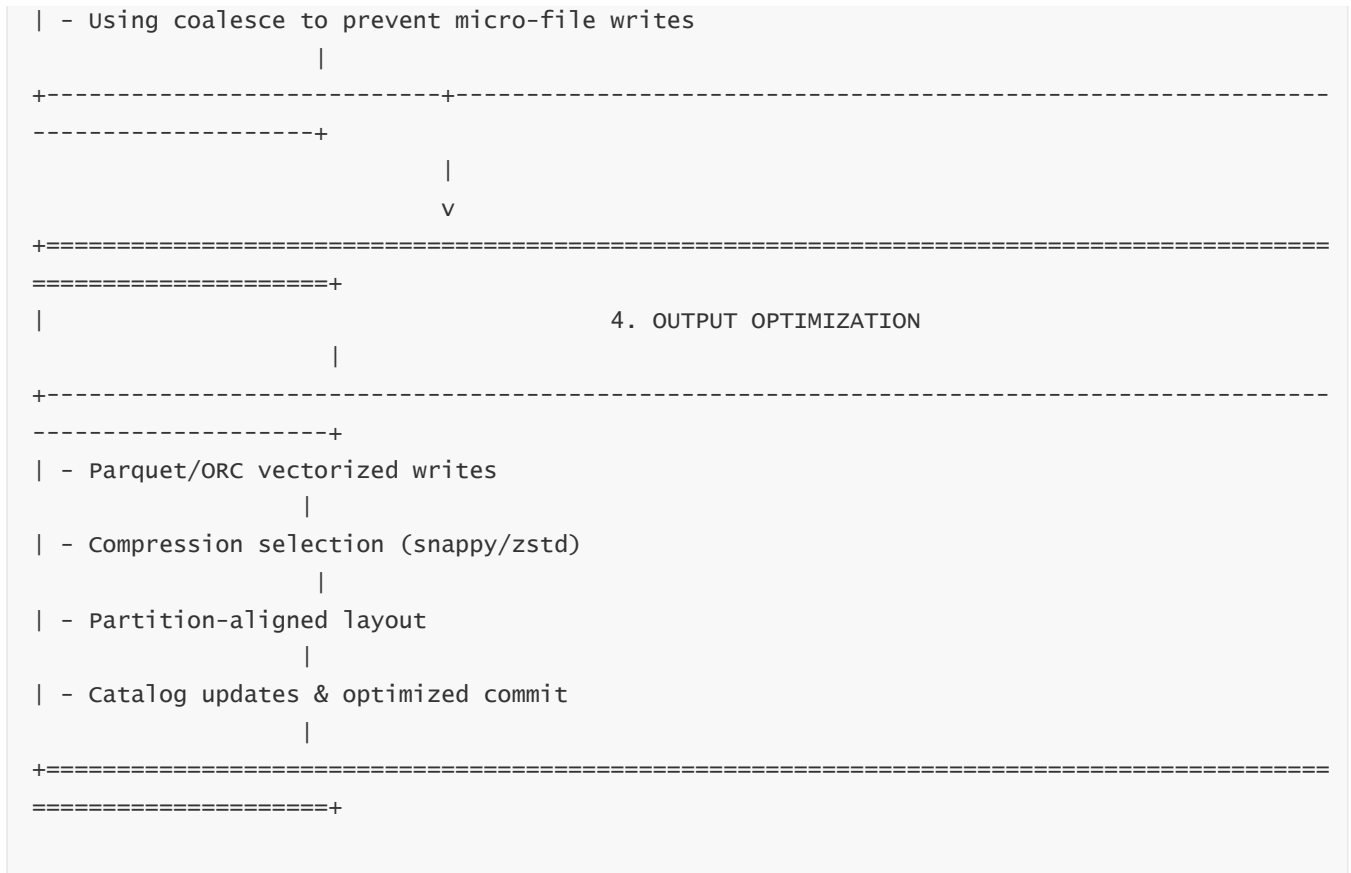 | - Using coalesce to prevent micro-file writes
                    |
+----------------------------+--------------------------------------------------------------
--------------------+
                             |
                             v
+===========================================================================================
=====================+
|                                         4. OUTPUT OPTIMIZATION
                     |
+-------------------------------------------------------------------------------------------
---------------------+
| - Parquet/ORC vectorized writes
                   |
| - Compression selection (snappy/zstd)
                    |
| - Partition-aligned layout
                   |
| - Catalog updates & optimized commit
                   |
+===========================================================================================
=====================+